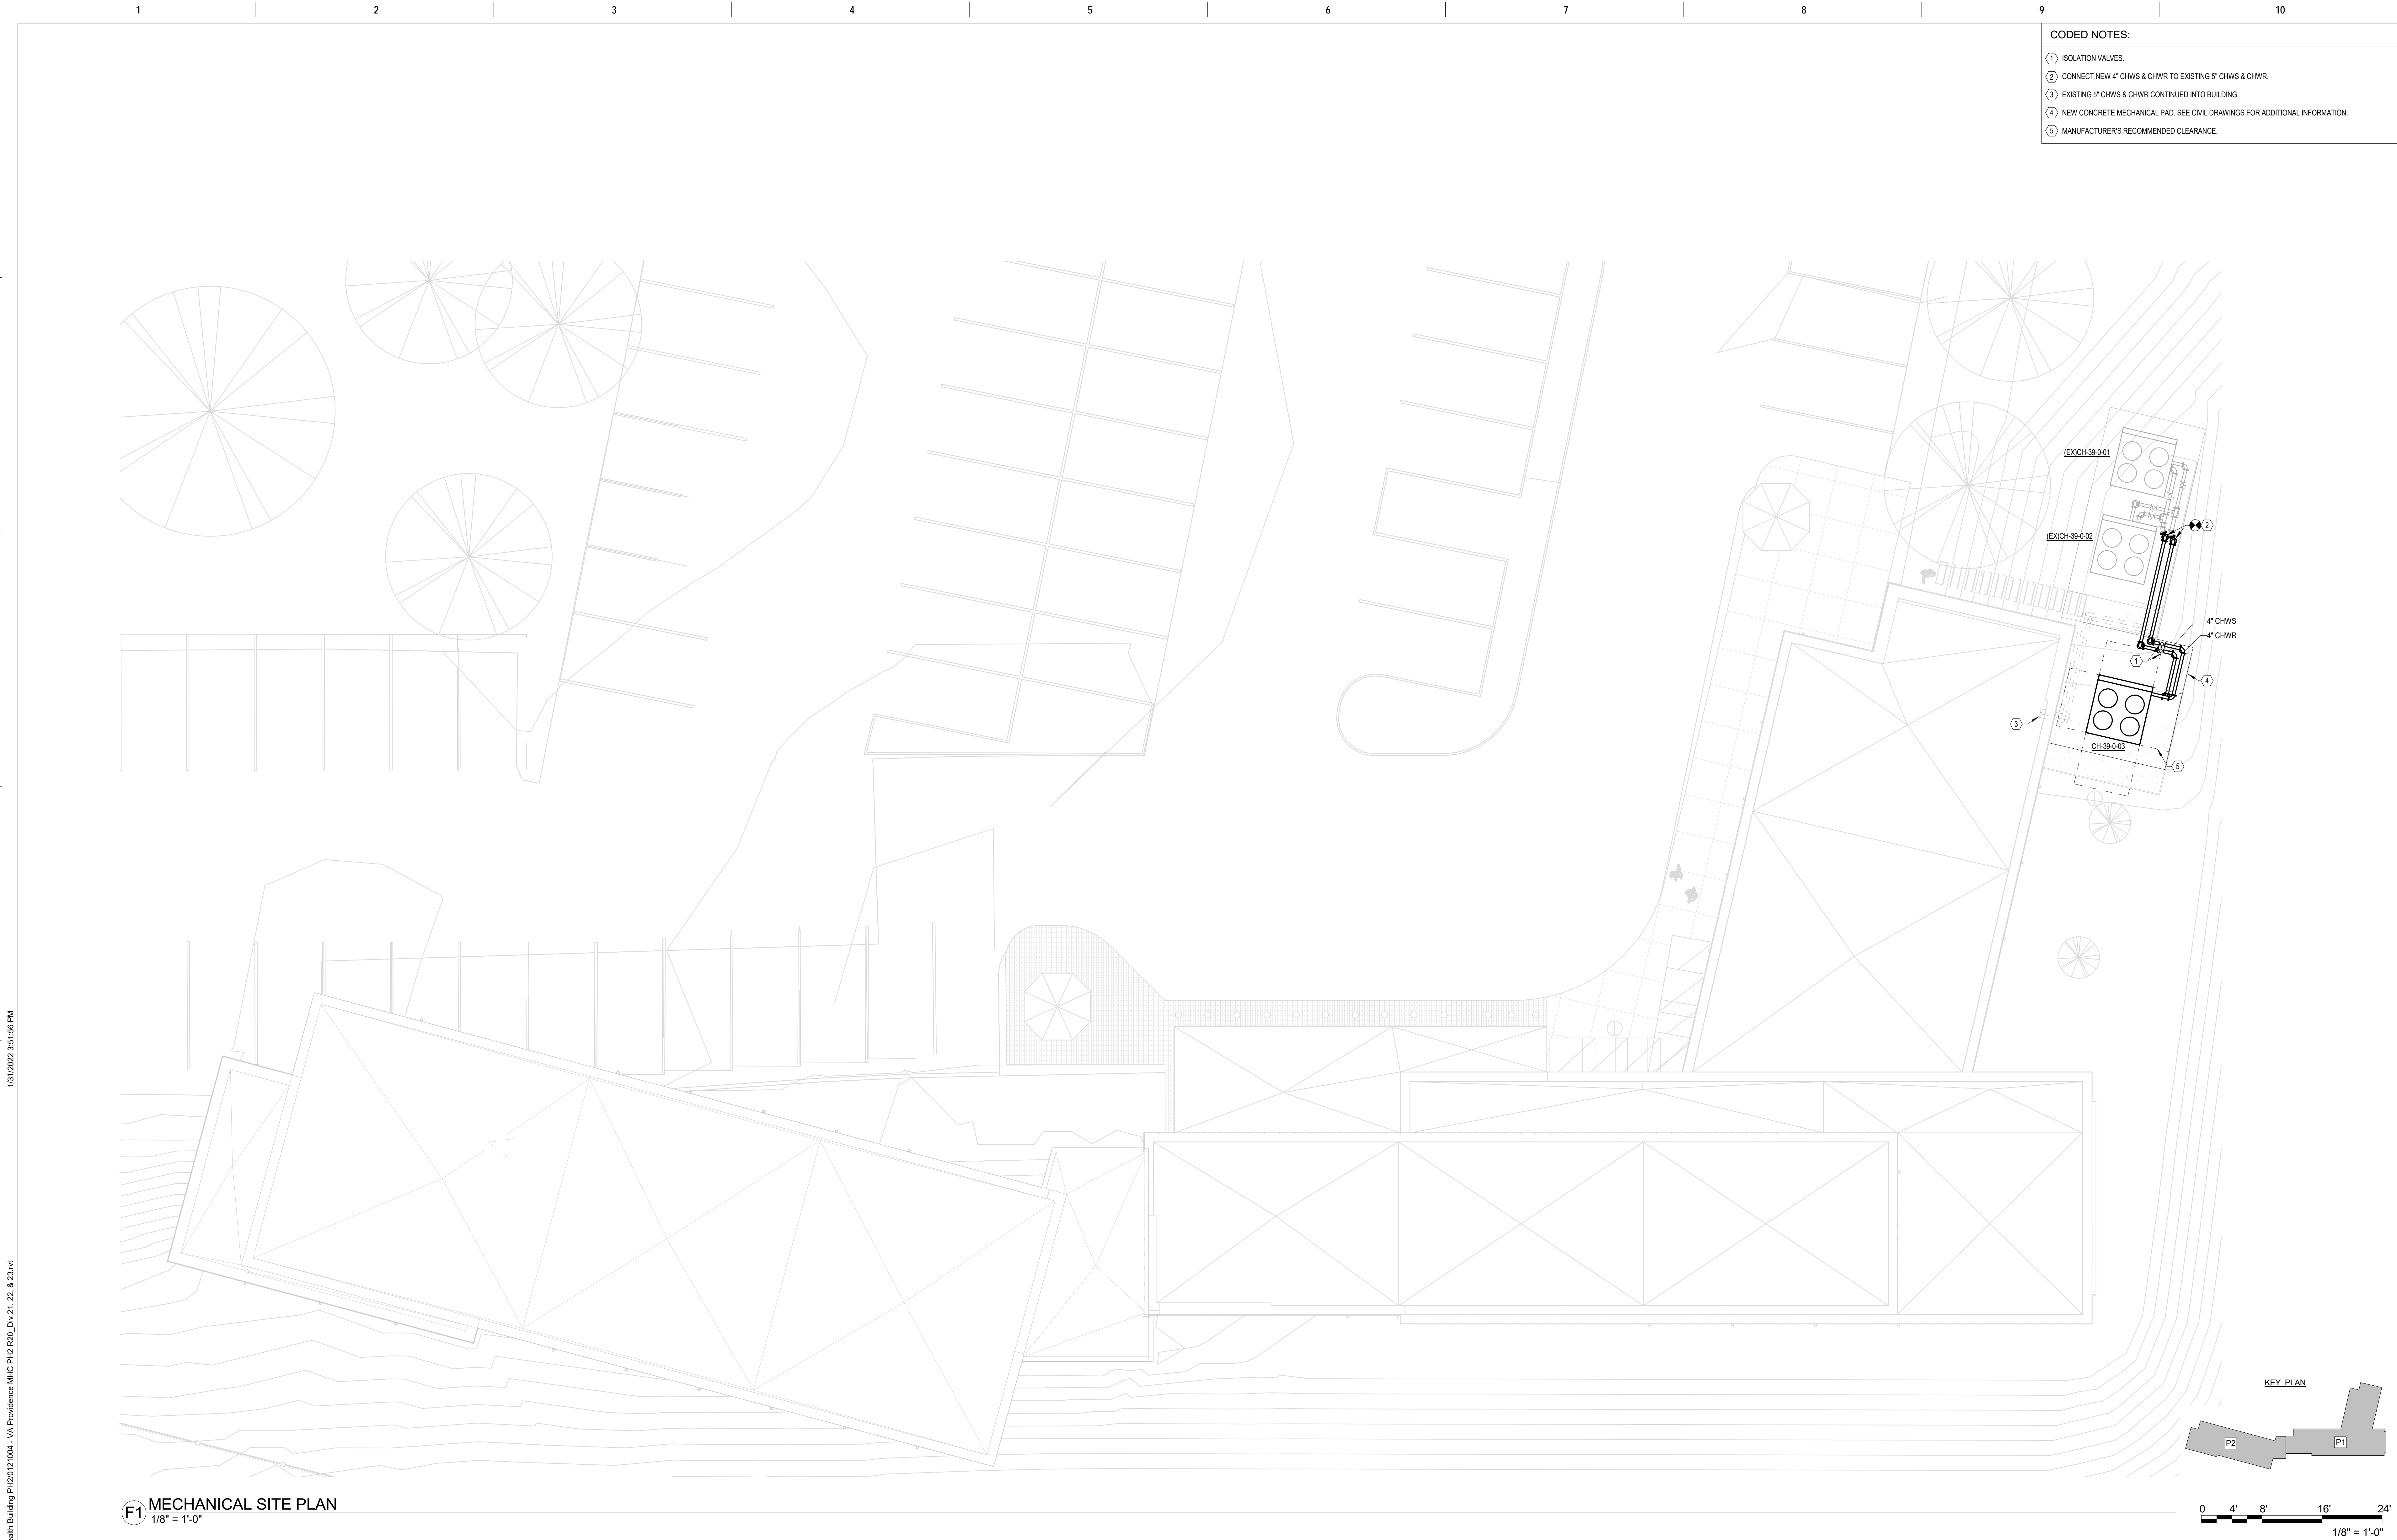 1 2 3 4 5 6 7 8 9 10
CODED NOTES:
1 ISOLATION VALVES.
2 CONNECT NEW 4" CHWS & CHWR TO EXISTING 5" CHWS & CHWR.
3 EXISTING 5" CHWS & CHWR CONTINUED INTO BUILDING.
4 NEW CONCRETE MECHANICAL PAD. SEE CIVIL DRAWINGS FOR ADDITIONAL INFORMATION.
5 MANUFACTURER'S RECOMMENDED CLEARANCE.
(EX)CH-39-0-01
2
(EX)CH-39-0-02
4" CHWS
4" CHWR
1
4
3
CH-39-0-03
5
1/31/2022 3:51:56 PM
ealth Building PH2/0121004 - VA Providence MHC PH2 R20_Div 21, 22, & 23.rvt
KEY PLAN
P2
P1
F1 MECHANICAL SITE PLAN
1/8" = 1'-0"
0 4' 8' 16' 24'
1/8" = 1'-0"